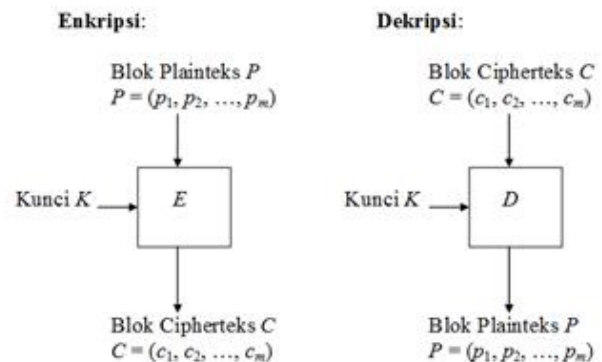 Enkripsi:
Blok Plainteks P
P = (p₁, p₂, …, pₘ)
Kunci K
E
Blok Cipherteks C
C = (c₁, c₂, …, cₘ)
Dekripsi:
Blok Cipherteks C
C = (c₁, c₂, …, cₘ)
Kunci K
D
Blok Plainteks P
P = (p₁, p₂, …, pₘ)